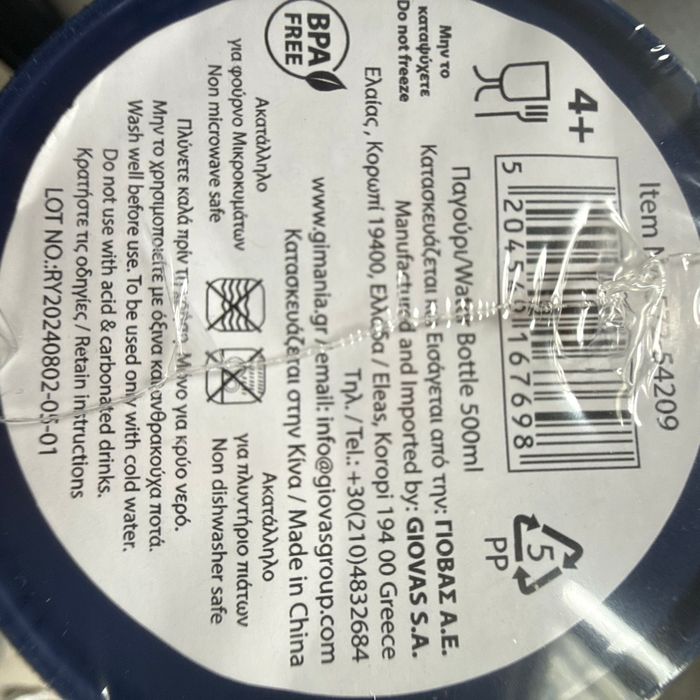 Item
54209
4+
5 204549 167698
5
PP
Παγούρι/Water Bottle 500ml
Κατασκευάζεται και Εισάγεται από την: ΓΙΟΒΑΣ Α.Ε.
Manufactured and Imported by: GIOVAS S.A.
Ελαίας, Κορωπί 19400, Ελλάδα / Eleas, Koropi 194 00 Greece
Τηλ. / Tel.: +30(210)4832684
www.gimania.gr / email: info@giovasgroup.com
Κατασκευάζεται στην Κίνα / Made in China
Μην το
καταψύχετε
Do not freeze
BPA
FREE
Ακατάλληλο
για φούρνο Μικροκυμάτων
Non microwave safe
Ακατάλληλο
για πλυντήριο πιάτων
Non dishwasher safe
Πλύνετε καλά πρίν Μόνο για κρύο νερό.
Μην το χρησιμοποιείτε με όξινα και ανθρακούχα ποτά.
Wash well before use. To be used only with cold water.
Do not use with acid & carbonated drinks.
Κρατήστε τις οδηγίες / Retain instructions
LOT NO.:RY20240802-05-01